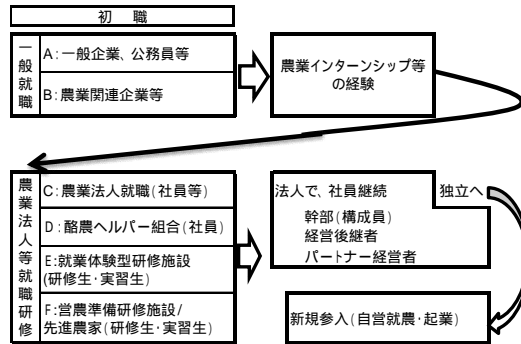 初 職
一般就職
A:一般企業、公務員等
B:農業関連企業等
農業インターンシップ等
の経験
農業法人等就職研修
C:農業法人就職(社員等)
D:酪農ヘルパー組合(社員)
E:就業体験型研修施設
(研修生・実習生)
F:営農準備研修施設/
先進農家(研修生・実習生)
法人で、社員継続
幹部(構成員)
経営後継者
パートナー経営者
独立へ
新規参入(自営就農・起業)